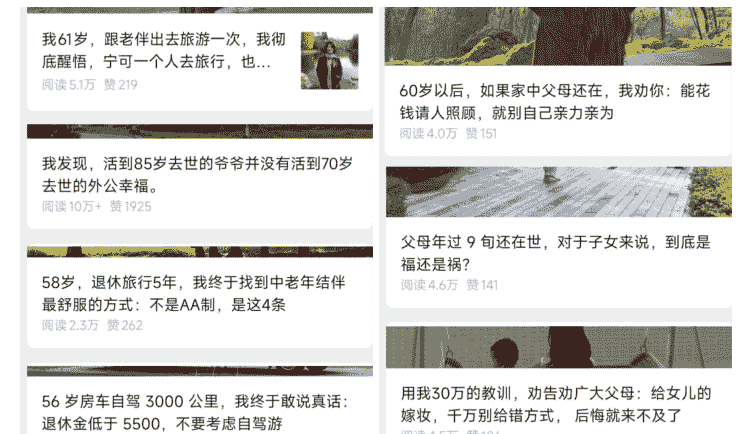 我61岁，跟老伴出去旅游一次，我彻
底醒悟，宁可一个人去旅行，也...
阅读 5.1万 赞 219
我发现，活到85岁去世的爷爷并没有活到70岁
去世的外公幸福。
阅读 10万+ 赞 1925
58岁，退休旅行5年，我终于找到中老年结伴
最舒服的方式：不是AA制，是这4条
阅读 2.3万 赞 262
56 岁房车自驾 3000 公里，我终于敢说真话：
退休金低于 5500，不要考虑自驾游
60岁以后，如果家中父母还在，我劝你：能花
钱请人照顾，就别自己亲力亲为
阅读 4.0万 赞 151
父母年过 9 旬还在世，对于子女来说，到底是
福还是祸？
阅读 4.6万 赞 141
用我30万的教训，劝告劝广大父母：给女儿的
嫁妆，千万别给错方式， 后悔就来不及了